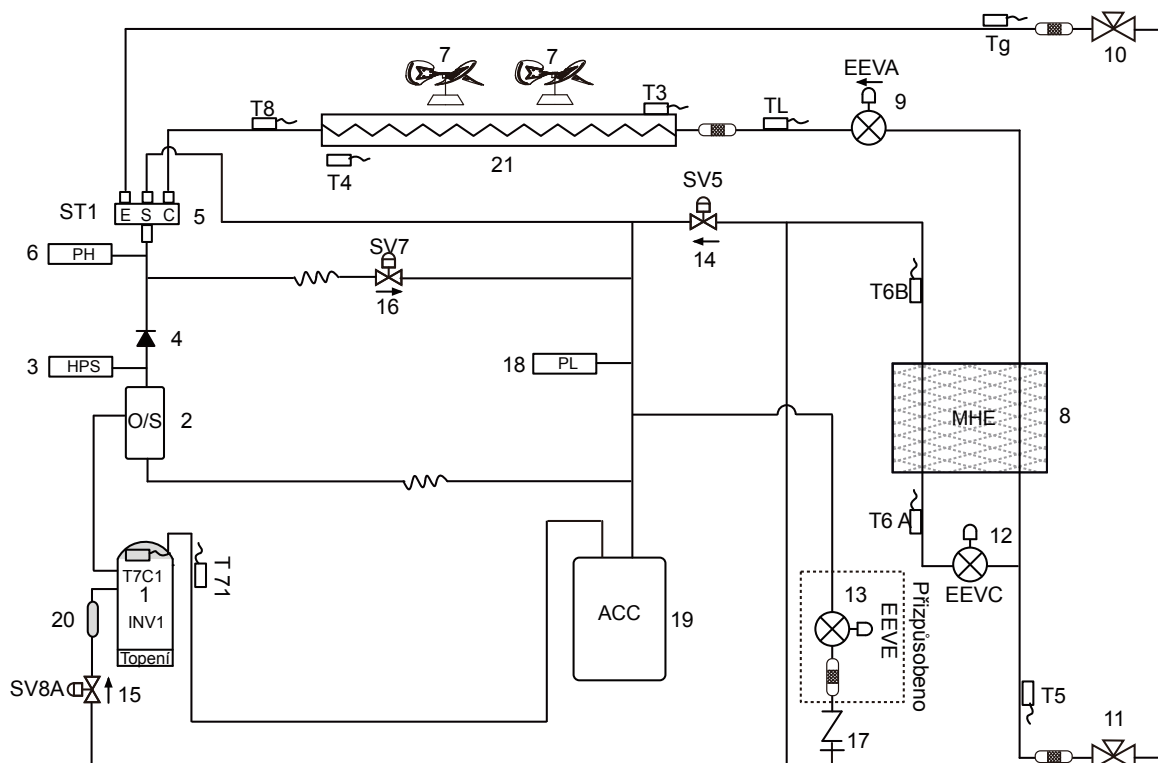 Tg
10
7
7
EEVA
9
T8
T3
TL
T4
21
ST1
E S C
5
SV5
14
6
PH
SV7
16
T6B
4
3
HPS
18
PL
O/S
2
MHE
8
T6 A
12
EEVC
T7C1
1
INV1
Topení
T 71
20
SV8A
15
ACC
19
13
EEVE
Přizpůsobeno
17
T5
11